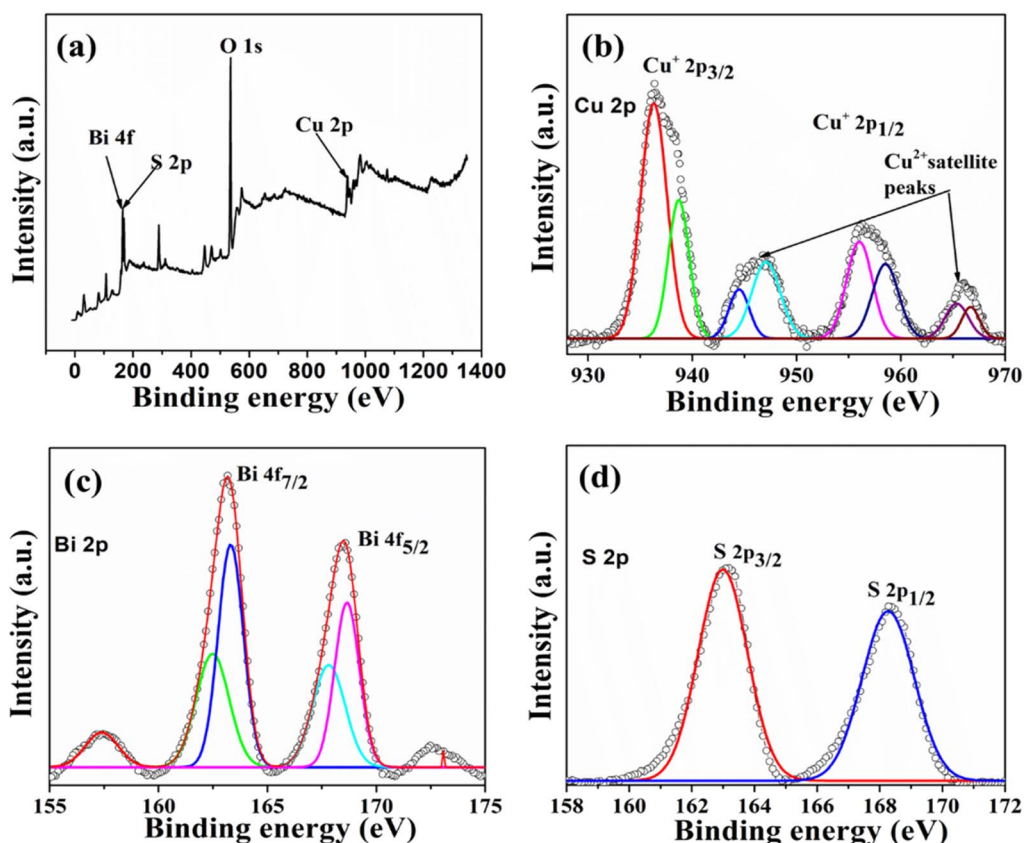 (a)
O 1s
Bi 4f
S 2p
Cu 2p
Intensity (a.u.)
0 200 400 600 800 1000 1200 1400
Binding energy (eV)
(b)
Cu⁺ 2p3/2
Cu 2p
Cu⁺ 2p1/2
Cu²⁺satellite
peaks
Intensity (a.u.)
930 940 950 960 970
Binding energy (eV)
(c)
Bi 4f7/2
Bi 2p
Bi 4f5/2
Intensity (a.u.)
155 160 165 170 175
Binding energy (eV)
(d)
S 2p
S 2p3/2
S 2p1/2
Intensity (a.u.)
158 160 162 164 166 168 170 172
Binding energy (eV)